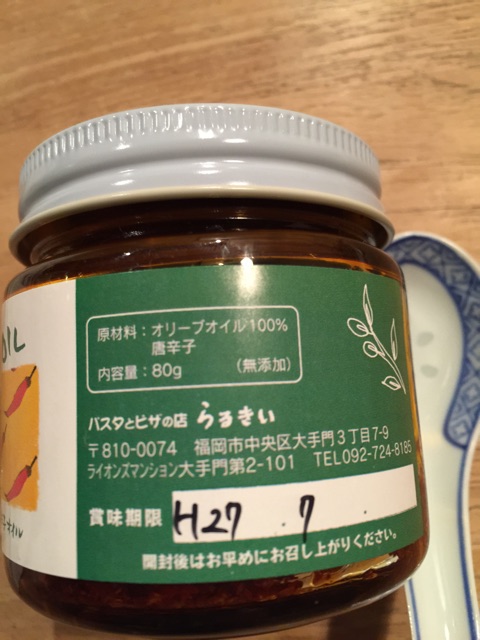 OIL
原材料：オリーブオイル100%
唐辛子
内容量：80g （無添加）
パスタとピザの店 らるきい
〒810-0074 福岡市中央区大手門3丁目7-9
ライオンズマンション大手門第2-101 TEL092-724-8185
賞味期限 H27 . 7 .
開封後はお早めにお召し上がりください。
オイル